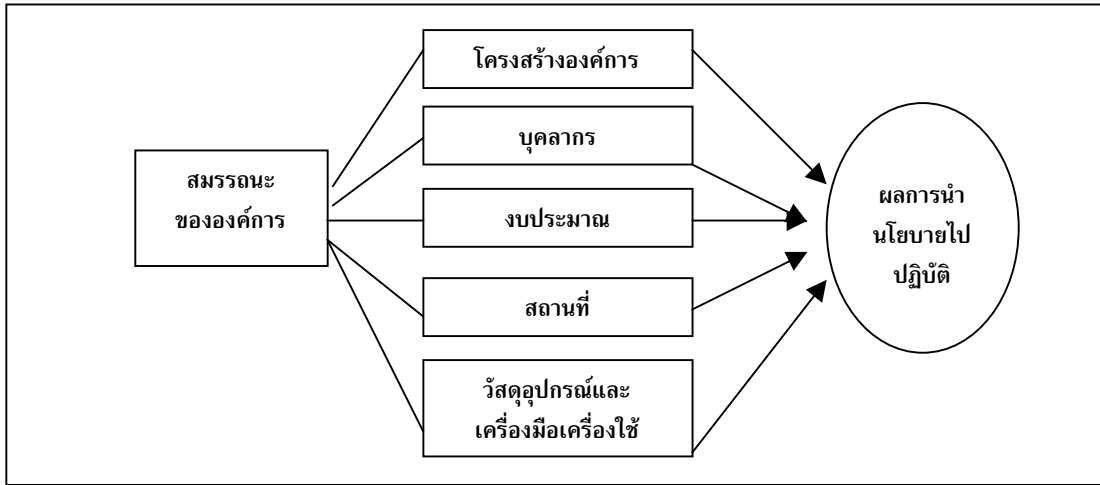 โครงสร้างองค์การ
บุคลากร
สมรรถนะ
ขององค์การ
งบประมาณ
สถานที่
วัสดุอุปกรณ์และ
เครื่องมือเครื่องใช้
ผลการนำ
นโยบายไป
ปฏิบัติ